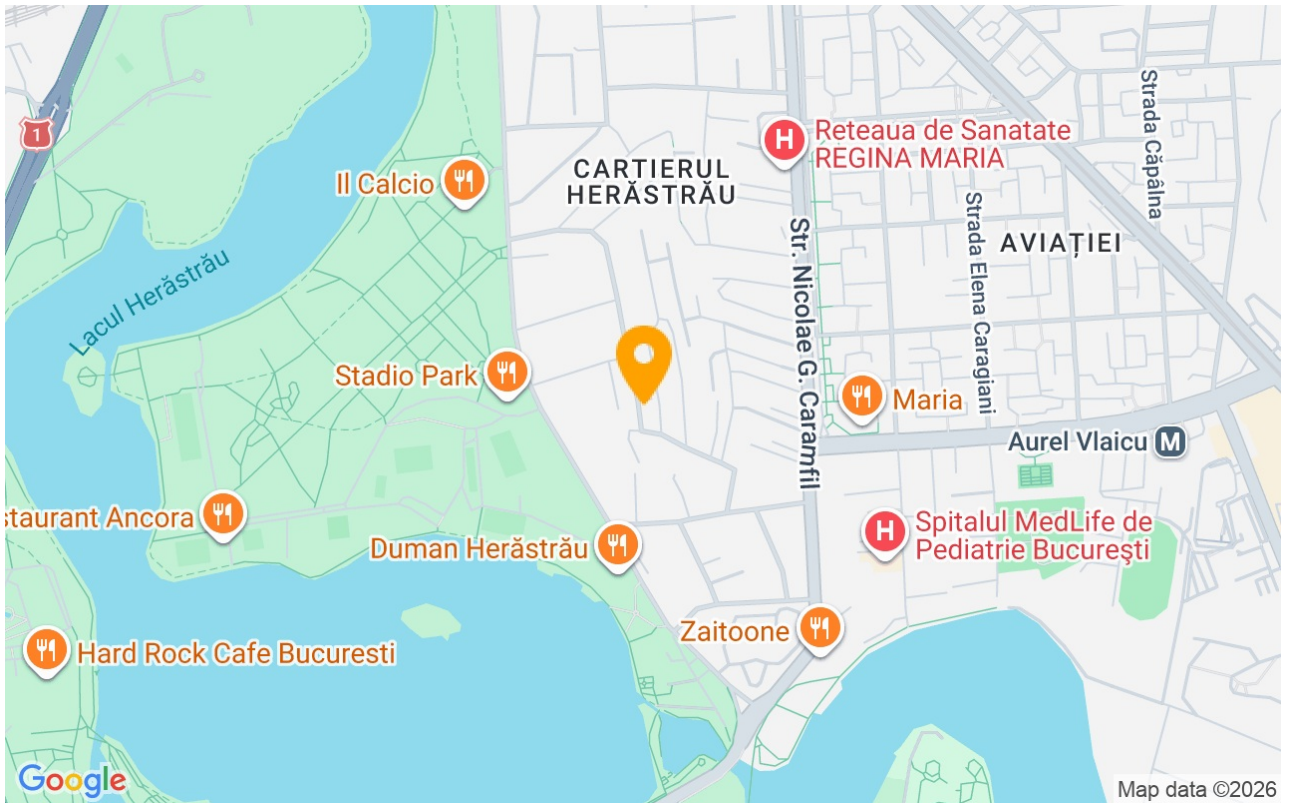 1
Reteaua de Sanatate
REGINA MARIA
Strada Căpâlna
CARTIERUL
HERĂSTRĂU
Il Calcio
Strada Elena Caragiani
Str. Nicolae G. Caramfil
AVIAȚIEI
Lacul Herăstrău
Stadio Park
Maria
Aurel Vlaicu
M
staurant Ancora
Duman Herăstrău
Spitalul MedLife de
Pediatrie Bucureşti
Zaitoone
Hard Rock Cafe Bucuresti
Google
Map data ©2026
H
H